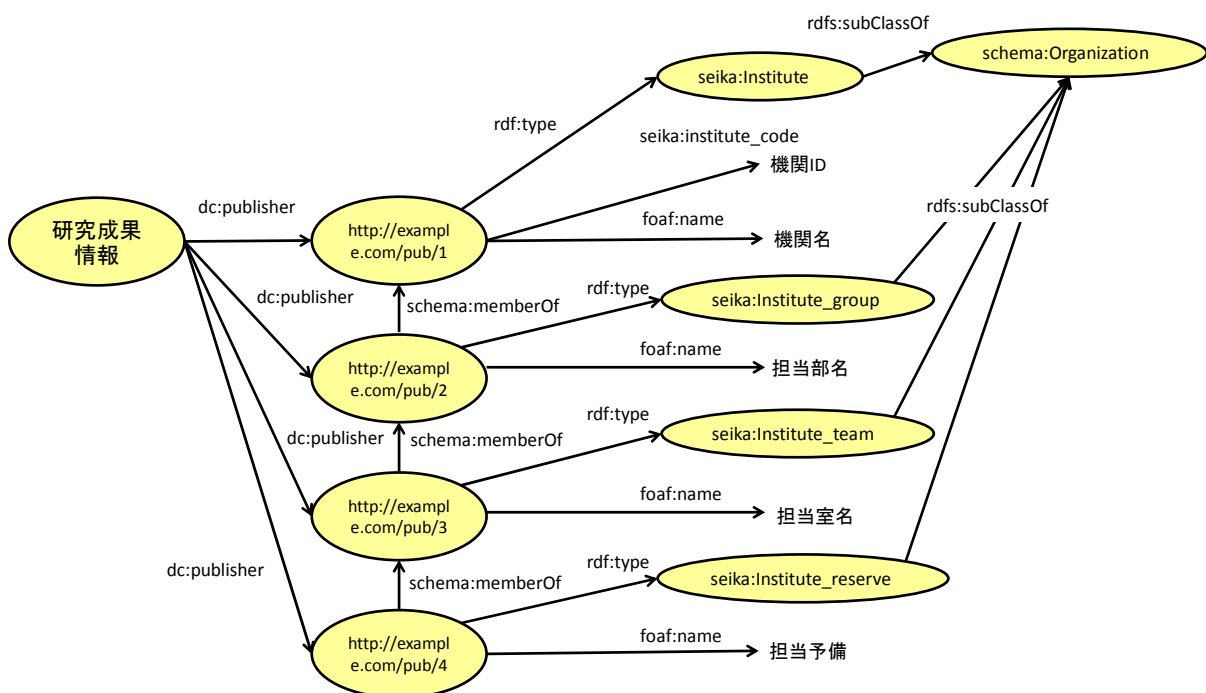 rdfs:subClassOf
schema:Organization
seika:Institute
rdf:type
seika:institute_code
機関ID
dc:publisher
http://exampl
e.com/pub/1
foaf:name
機関名
rdfs:subClassOf
研究成果
情報
dc:publisher
schema:memberOf
rdf:type
seika:Institute_group
http://exampl
e.com/pub/2
foaf:name
担当部名
dc:publisher
schema:memberOf
rdf:type
seika:Institute_team
http://exampl
e.com/pub/3
foaf:name
担当室名
dc:publisher
schema:memberOf
rdf:type
seika:Institute_reserve
http://exampl
e.com/pub/4
foaf:name
担当予備